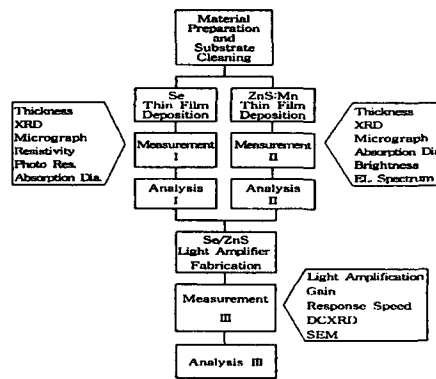 Material
Preparation
and
Substrate
Cleaning
Se
Thin Film
Deposition
ZnS:Mn
Thin Film
Deposition
Thickness
XRD
Micrograph
Resistivity
Photo Res.
Absorption Dia.
Measurement
I
Measurement
II
Thickness
XRD
Micrograph
Absorption Dia.
Brightness
EL Spectrum
Analysis
I
Analysis
II
Se/ZnS
Light Amplifier
Fabrication
Measurement
III
Light Amplification
Gain
Response Speed
DCXRD
SEM
Analysis III